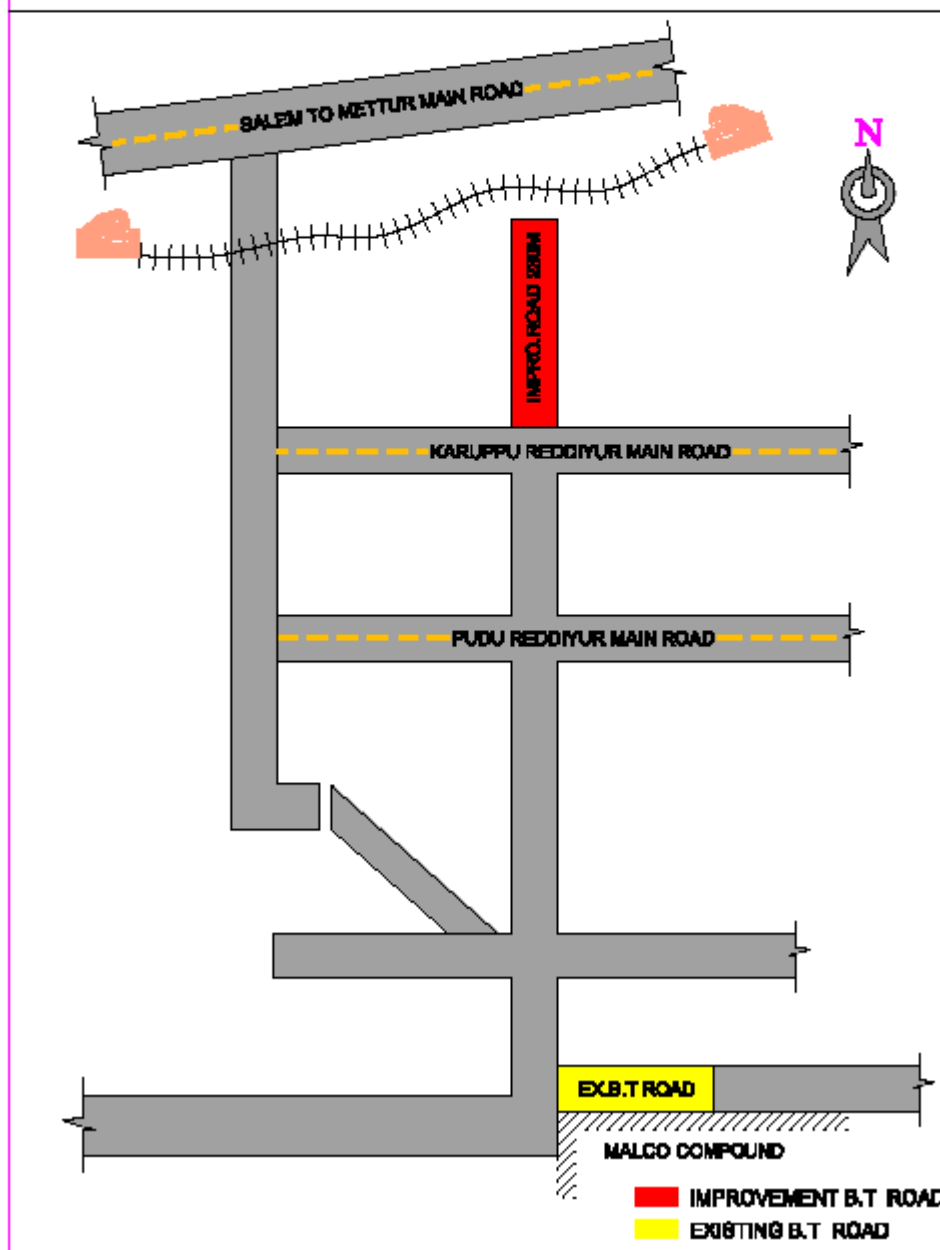 SALEM TO METTUR MAIN ROAD
N
IMPRO.ROAD
KARUPPU REDDIYUR MAIN ROAD
PUDU REDDIYUR MAIN ROAD
EX.B.T ROAD
MALCO COMPOUND
IMPROVEMENT B.T ROAD
EXISTING B.T ROAD